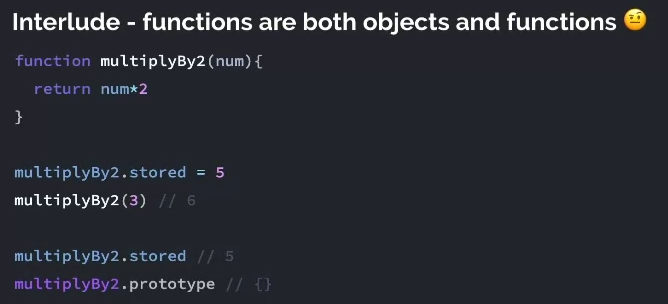 Interlude - functions are both objects and functions 🤨
function multiplyBy2(num){
  return num*2
}
multiplyBy2.stored = 5
multiplyBy2(3) // 6
multiplyBy2.stored // 5
multiplyBy2.prototype // {}